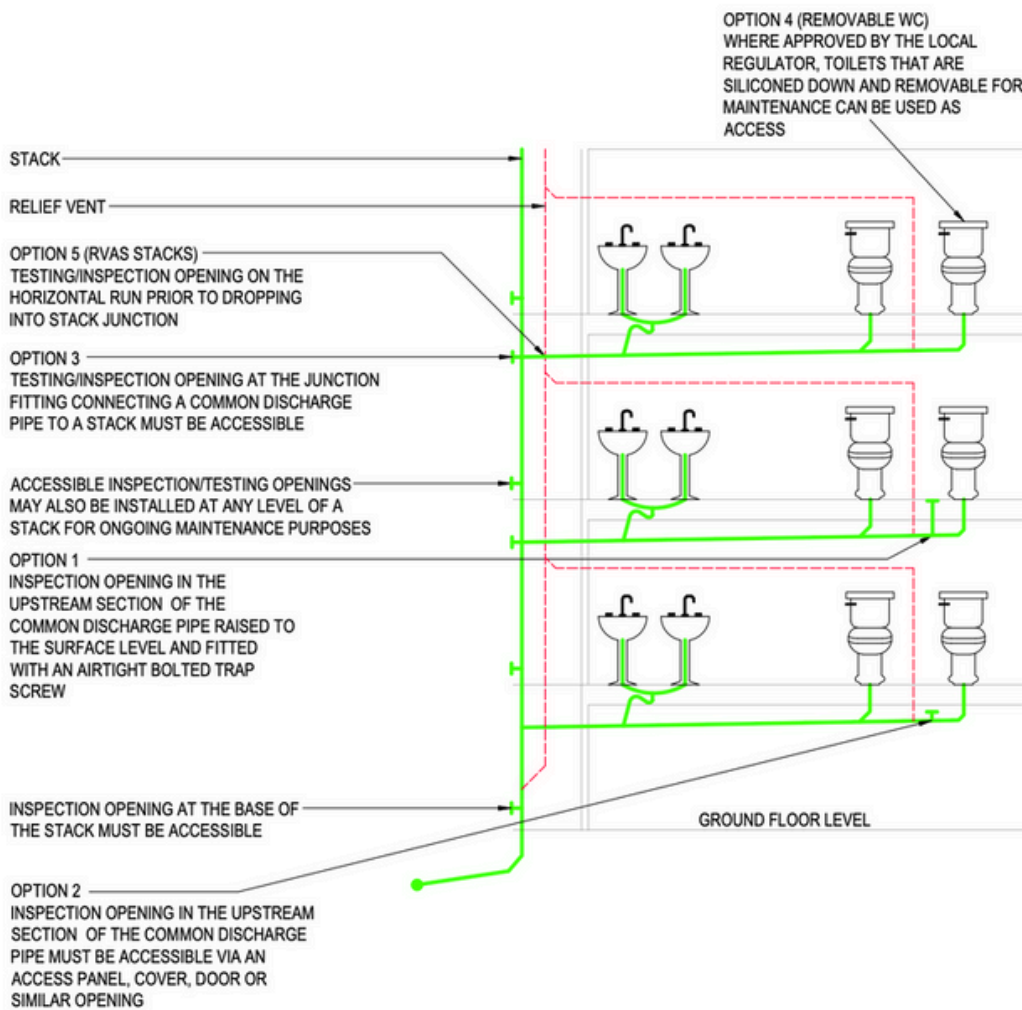 OPTION 4 (REMOVABLE WC)
WHERE APPROVED BY THE LOCAL
REGULATOR, TOILETS THAT ARE
SILICONED DOWN AND REMOVABLE FOR
MAINTENANCE CAN BE USED AS
ACCESS
STACK
RELIEF VENT
OPTION 5 (RVAS STACKS)
TESTING/INSPECTION OPENING ON THE
HORIZONTAL RUN PRIOR TO DROPPING
INTO STACK JUNCTION
OPTION 3
TESTING/INSPECTION OPENING AT THE JUNCTION
FITTING CONNECTING A COMMON DISCHARGE
PIPE TO A STACK MUST BE ACCESSIBLE
ACCESSIBLE INSPECTION/TESTING OPENINGS
MAY ALSO BE INSTALLED AT ANY LEVEL OF A
STACK FOR ONGOING MAINTENANCE PURPOSES
OPTION 1
INSPECTION OPENING IN THE
UPSTREAM SECTION OF THE
COMMON DISCHARGE PIPE RAISED TO
THE SURFACE LEVEL AND FITTED
WITH AN AIRTIGHT BOLTED TRAP
SCREW
INSPECTION OPENING AT THE BASE OF
THE STACK MUST BE ACCESSIBLE
GROUND FLOOR LEVEL
OPTION 2
INSPECTION OPENING IN THE UPSTREAM
SECTION OF THE COMMON DISCHARGE
PIPE MUST BE ACCESSIBLE VIA AN
ACCESS PANEL, COVER, DOOR OR
SIMILAR OPENING